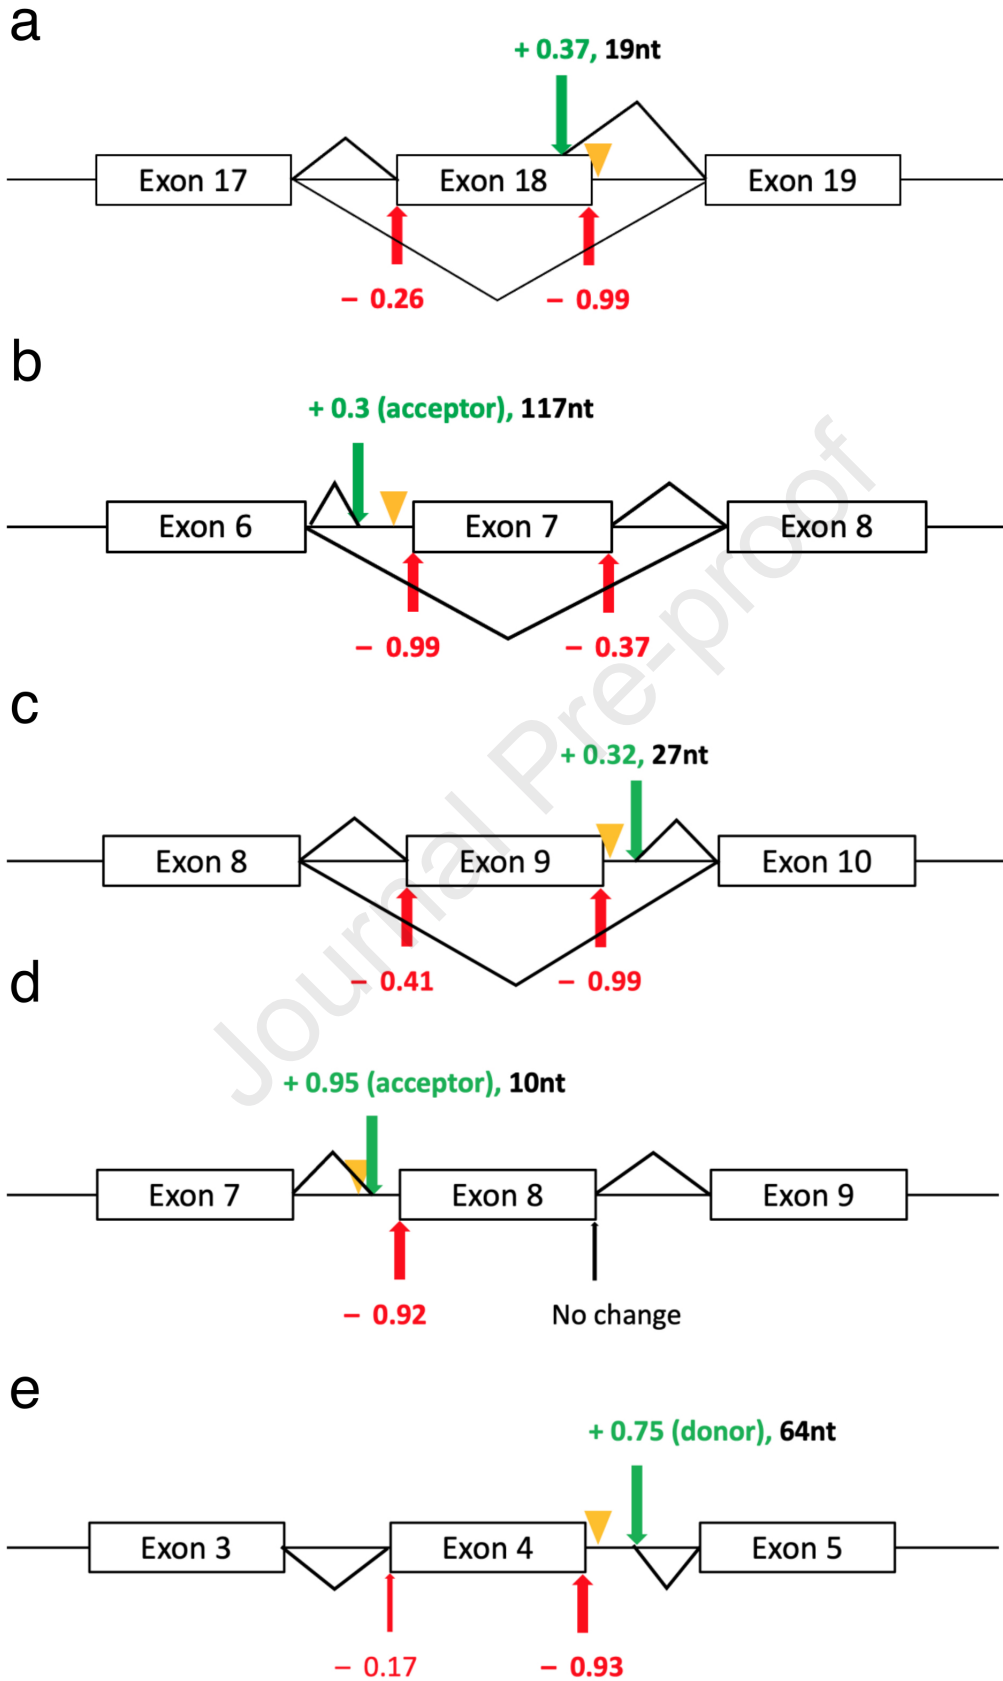 a
+ 0.37, 19nt
Exon 17 Exon 18 Exon 19
– 0.26 – 0.99
b
+ 0.3 (acceptor), 117nt
Exon 6 Exon 7 Exon 8
– 0.99 – 0.37
c
+ 0.32, 27nt
Exon 8 Exon 9 Exon 10
– 0.41 – 0.99
d
+ 0.95 (acceptor), 10nt
Exon 7 Exon 8 Exon 9
– 0.92 No change
e
+ 0.75 (donor), 64nt
Exon 3 Exon 4 Exon 5
– 0.17 – 0.93
Journal Pre-proof